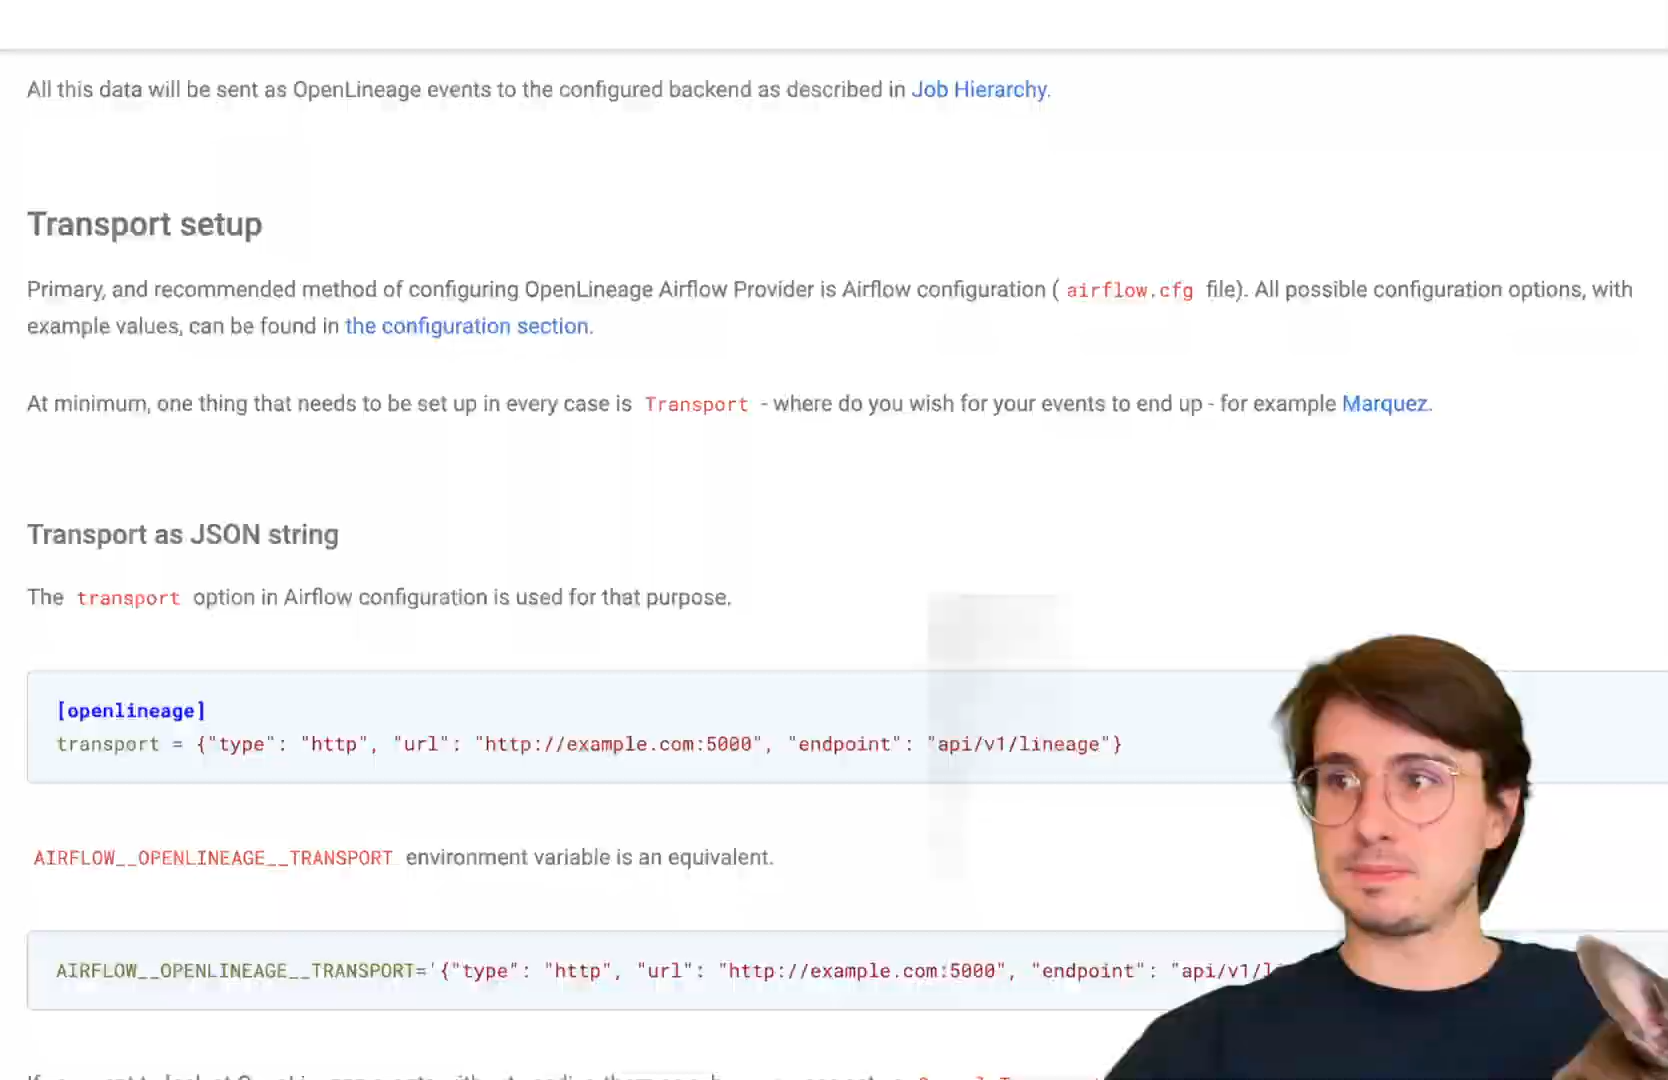 All this data will be sent as OpenLineage events to the configured backend as described in Job Hierarchy.
Transport setup
Primary, and recommended method of configuring OpenLineage Airflow Provider is Airflow configuration ( airflow.cfg file). All possible configuration options, with
example values, can be found in the configuration section.
At minimum, one thing that needs to be set up in every case is Transport - where do you wish for your events to end up - for example Marquez.
Transport as JSON string
The transport option in Airflow configuration is used for that purpose.
[openlineage]
transport = {"type": "http", "url": "http://example.com:5000", "endpoint": "api/v1/lineage"}
AIRFLOW__OPENLINEAGE__TRANSPORT environment variable is an equivalent.
AIRFLOW__OPENLINEAGE__TRANSPORT='{"type": "http", "url": "http://example.com:5000", "endpoint": "api/v1/l